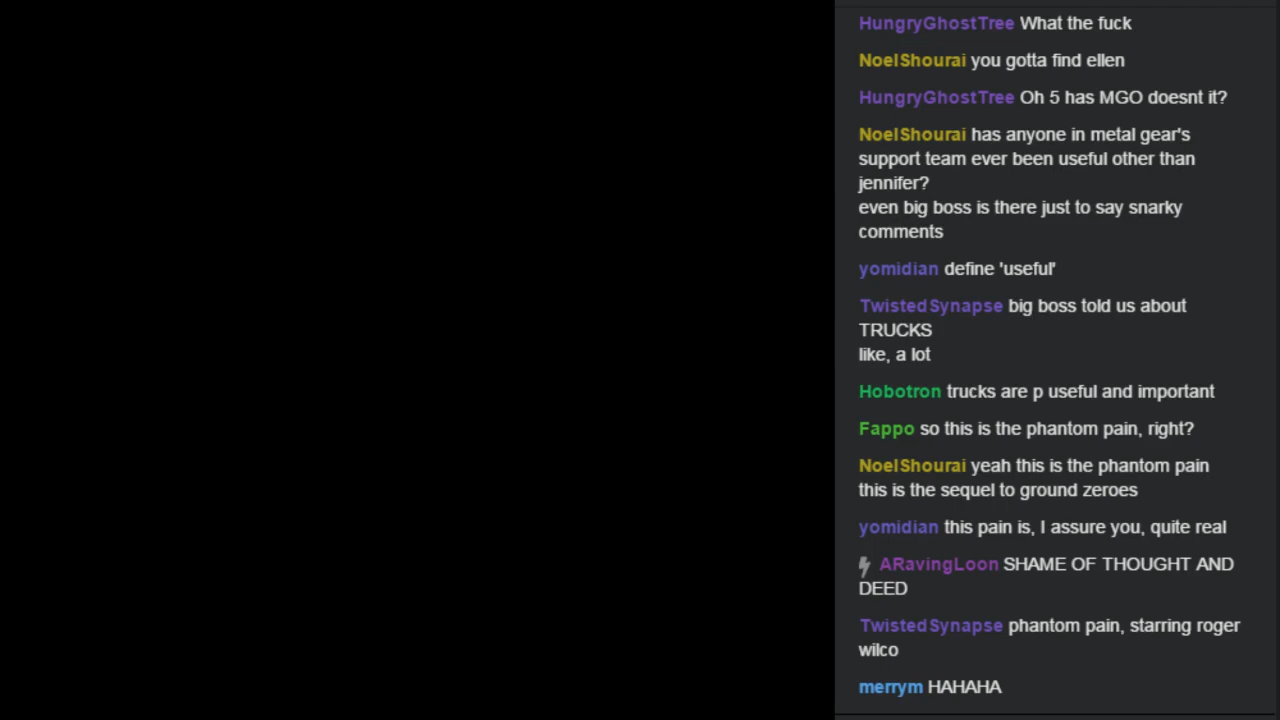 HungryGhostTree What the fuck
NoelShourai you gotta find ellen
HungryGhostTree Oh 5 has MGO doesnt it?
NoelShourai has anyone in metal gear's
support team ever been useful other than
jennifer?
even big boss is there just to say snarky
comments
yomidian define 'useful'
TwistedSynapse big boss told us about
TRUCKS
like, a lot
Hobotron trucks are p useful and important
Fappo so this is the phantom pain, right?
NoelShourai yeah this is the phantom pain
this is the sequel to ground zeroes
yomidian this pain is, I assure you, quite real
ARavingLoon SHAME OF THOUGHT AND
DEED
TwistedSynapse phantom pain, starring roger
wilco
merrym HAHAHA